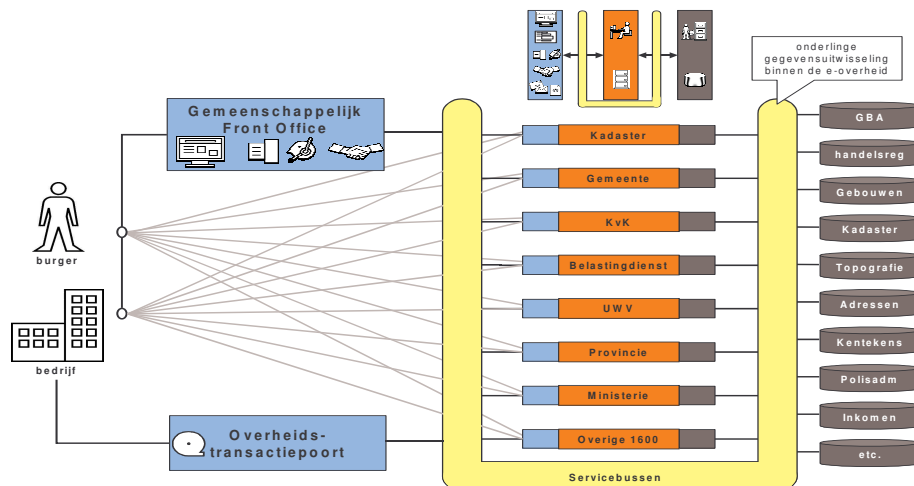 onderlinge
gegevensuitwisseling
binnen de e-overheid
Gemeenschappelijk
Front Office
burger
bedrijf
Overheids-
transactiepoort
Kadaster
Gemeente
KvK
Belastingdienst
UWV
Provincie
Ministerie
Overige 1600
Servicebussen
GBA
handelsreg
Gebouwen
Kadaster
Topografie
Adressen
Kentekens
Polisadm
Inkomen
etc.